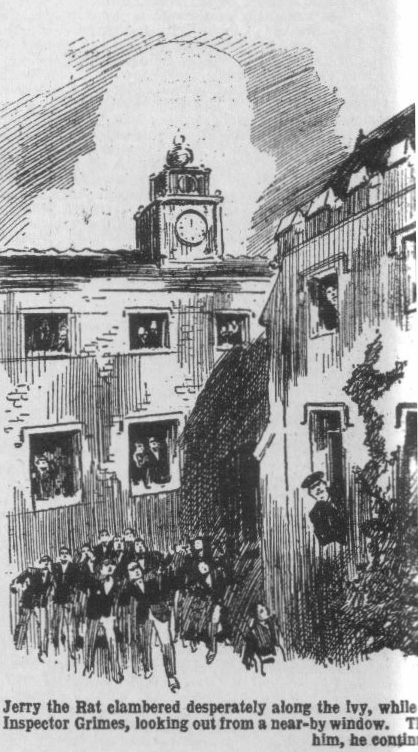 Jerry the Rat clambered desperately along the Ivy, while
Inspector Grimes, looking out from a near-by window.
him, he